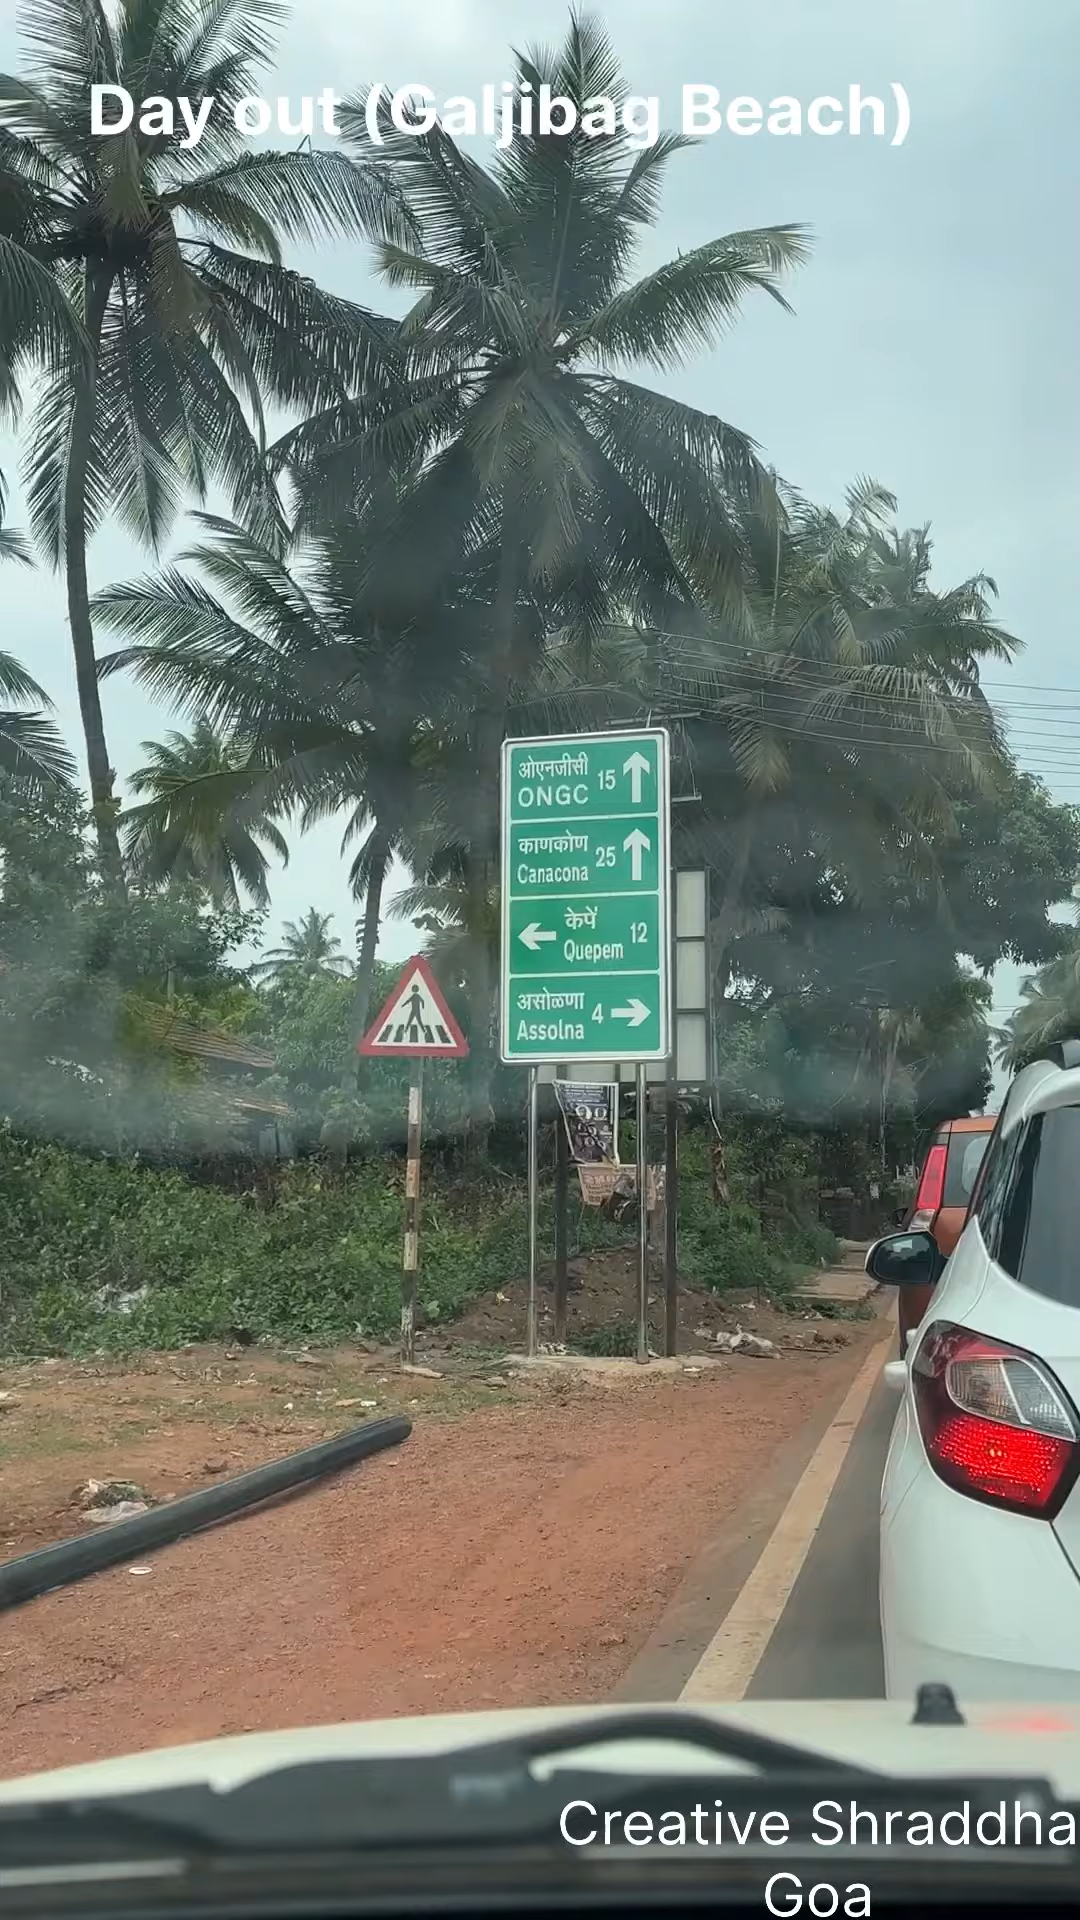 Day out (Galjibag Beach)
ओएनजीसी 15
ONGC
काणकोण 25
Canacona
केपें
Quepem 12
असोळणा 4
Assolna
Creative Shraddha
Goa